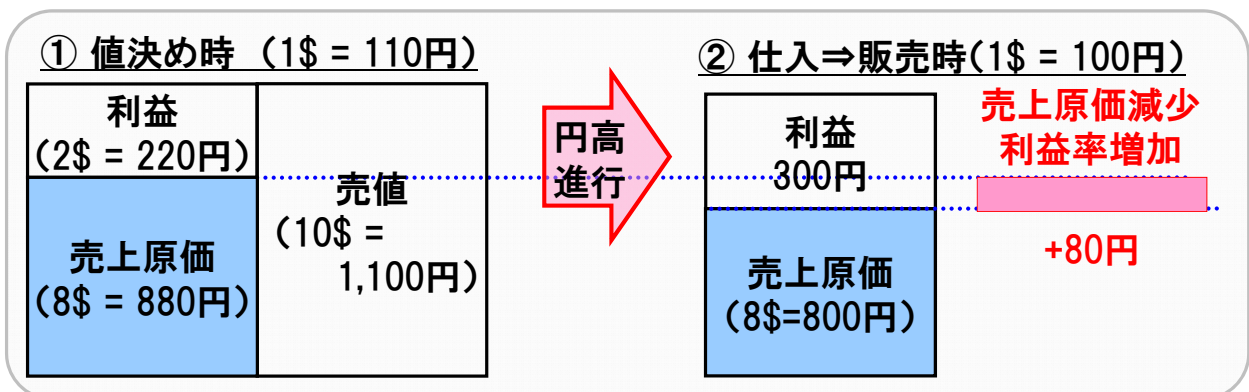 ① 値決め時 （1$ = 110円）
利益
（2$ = 220円）
売上原価
（8$ = 880円）
売値
（10$ =
1,100円）
円高
進行
② 仕入⇒販売時（1$ = 100円）
利益
300円
売上原価
（8$=800円）
売上原価減少
利益率増加
+80円